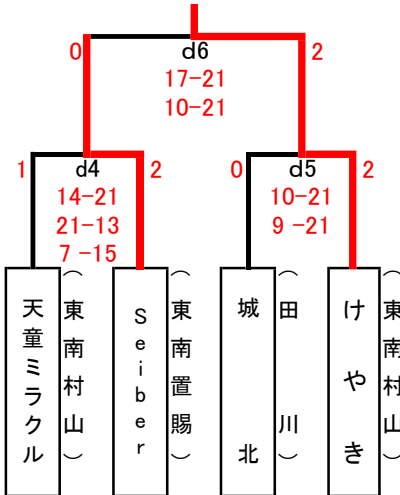 0 d6 2
17-21
10-21
1 d4 2
14-21
21-13
7 -15
0 d5 2
10-21
9 -21
天童ミラクル
（東南村山）
Seiber
（東南置賜）
城北
（田川）
けやき
（東南村山）